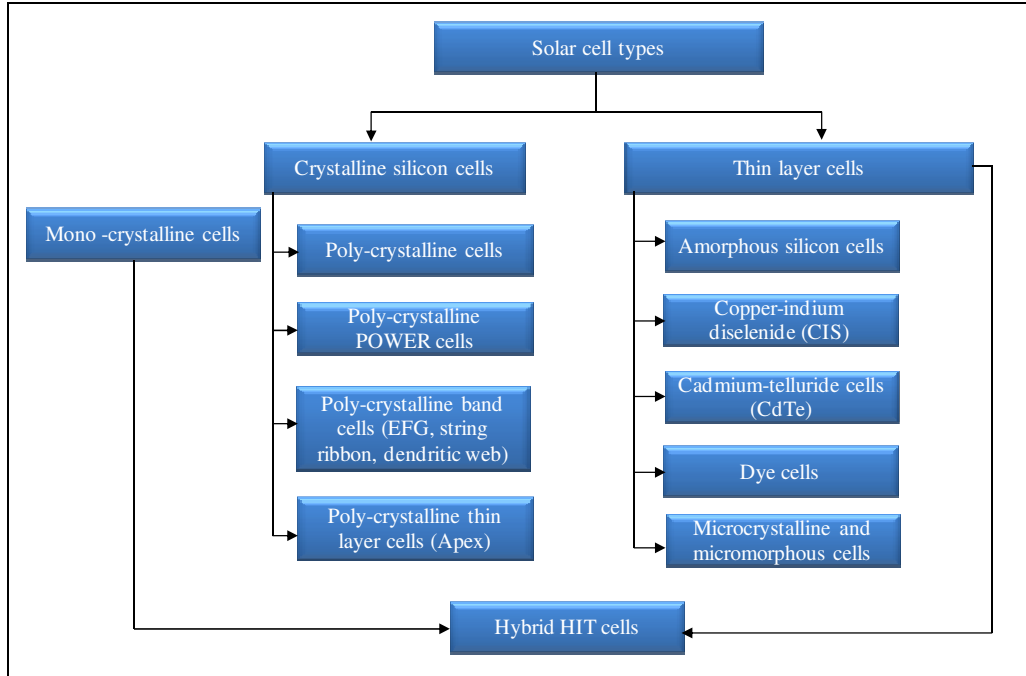 Solar cell types
Crystalline silicon cells
Thin layer cells
Mono -crystalline cells
Poly-crystalline cells
Poly-crystalline
POWER cells
Poly-crystalline band
cells (EFG, string
ribbon, dendritic web)
Poly-crystalline thin
layer cells (Apex)
Amorphous silicon cells
Copper-indium
diselenide (CIS)
Cadmium-telluride cells
(CdTe)
Dye cells
Microcrystalline and
micromorphous cells
Hybrid HIT cells